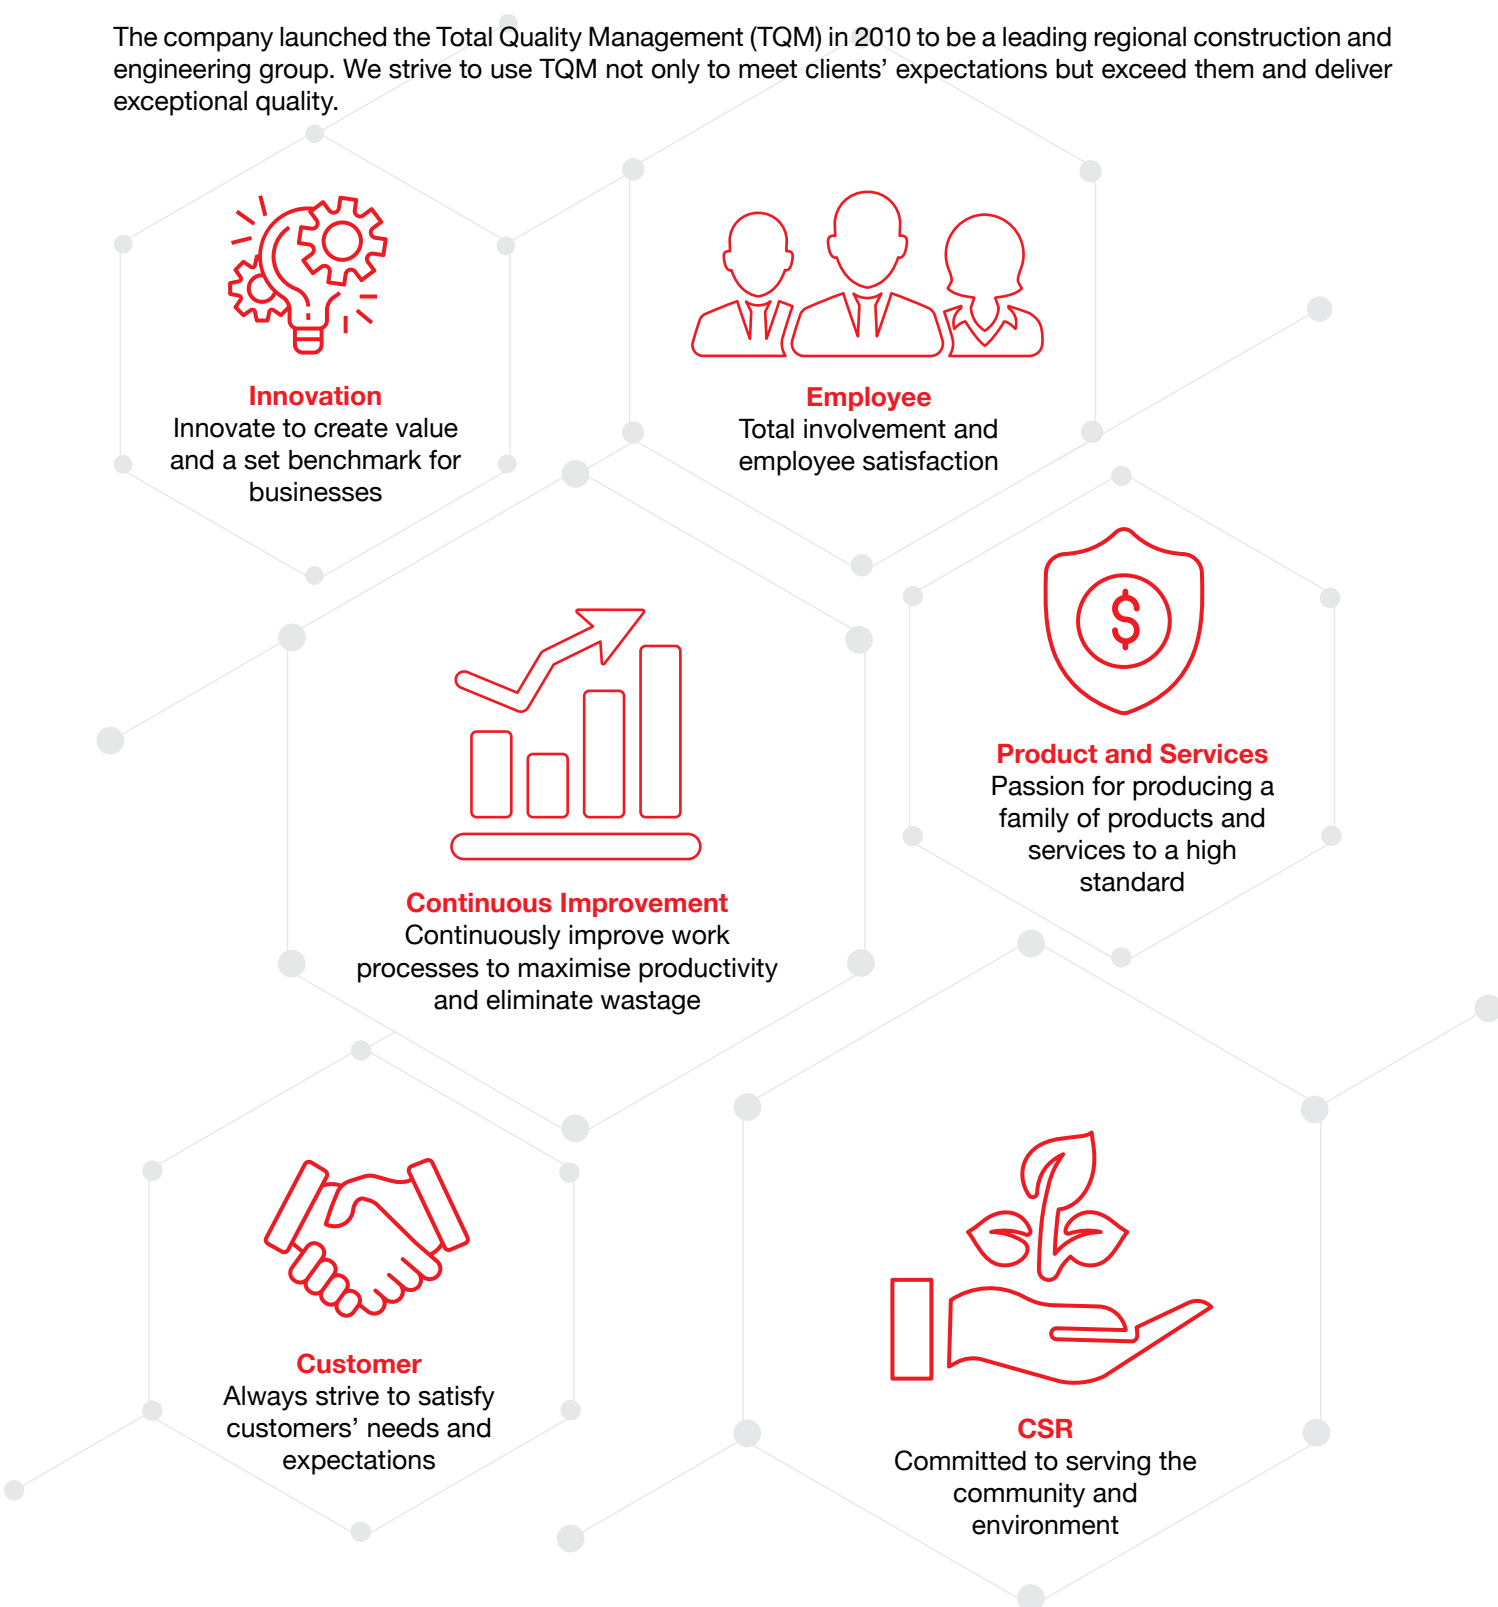 The company launched the Total Quality Management (TQM) in 2010 to be a leading regional construction and
engineering group. We strive to use TQM not only to meet clients’ expectations but exceed them and deliver
exceptional quality.
Innovation
Innovate to create value
and a set benchmark for
businesses
Employee
Total involvement and
employee satisfaction
$
Product and Services
Passion for producing a
family of products and
services to a high
standard
Continuous Improvement
Continuously improve work
processes to maximise productivity
and eliminate wastage
Customer
Always strive to satisfy
customers’ needs and
expectations
CSR
Committed to serving the
community and
environment